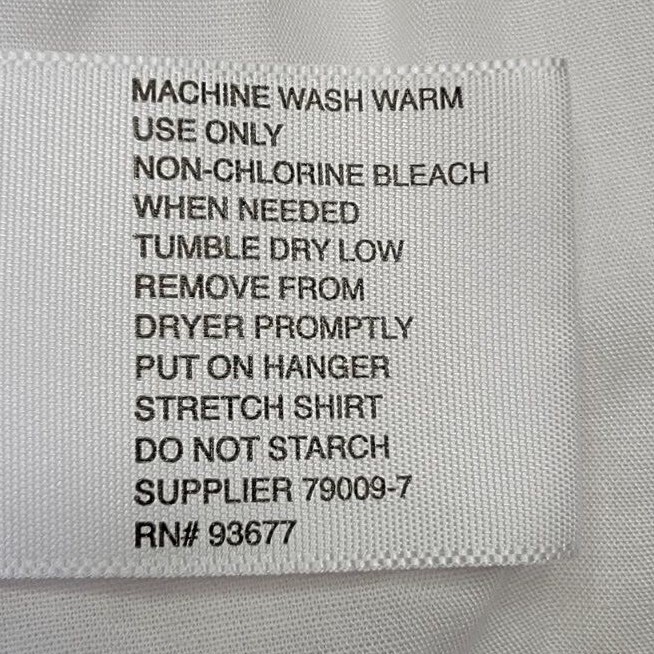 MACHINE WASH WARM
USE ONLY
NON-CHLORINE BLEACH
WHEN NEEDED
TUMBLE DRY LOW
REMOVE FROM
DRYER PROMPTLY
PUT ON HANGER
STRETCH SHIRT
DO NOT STARCH
SUPPLIER 79009-7
RN# 93677